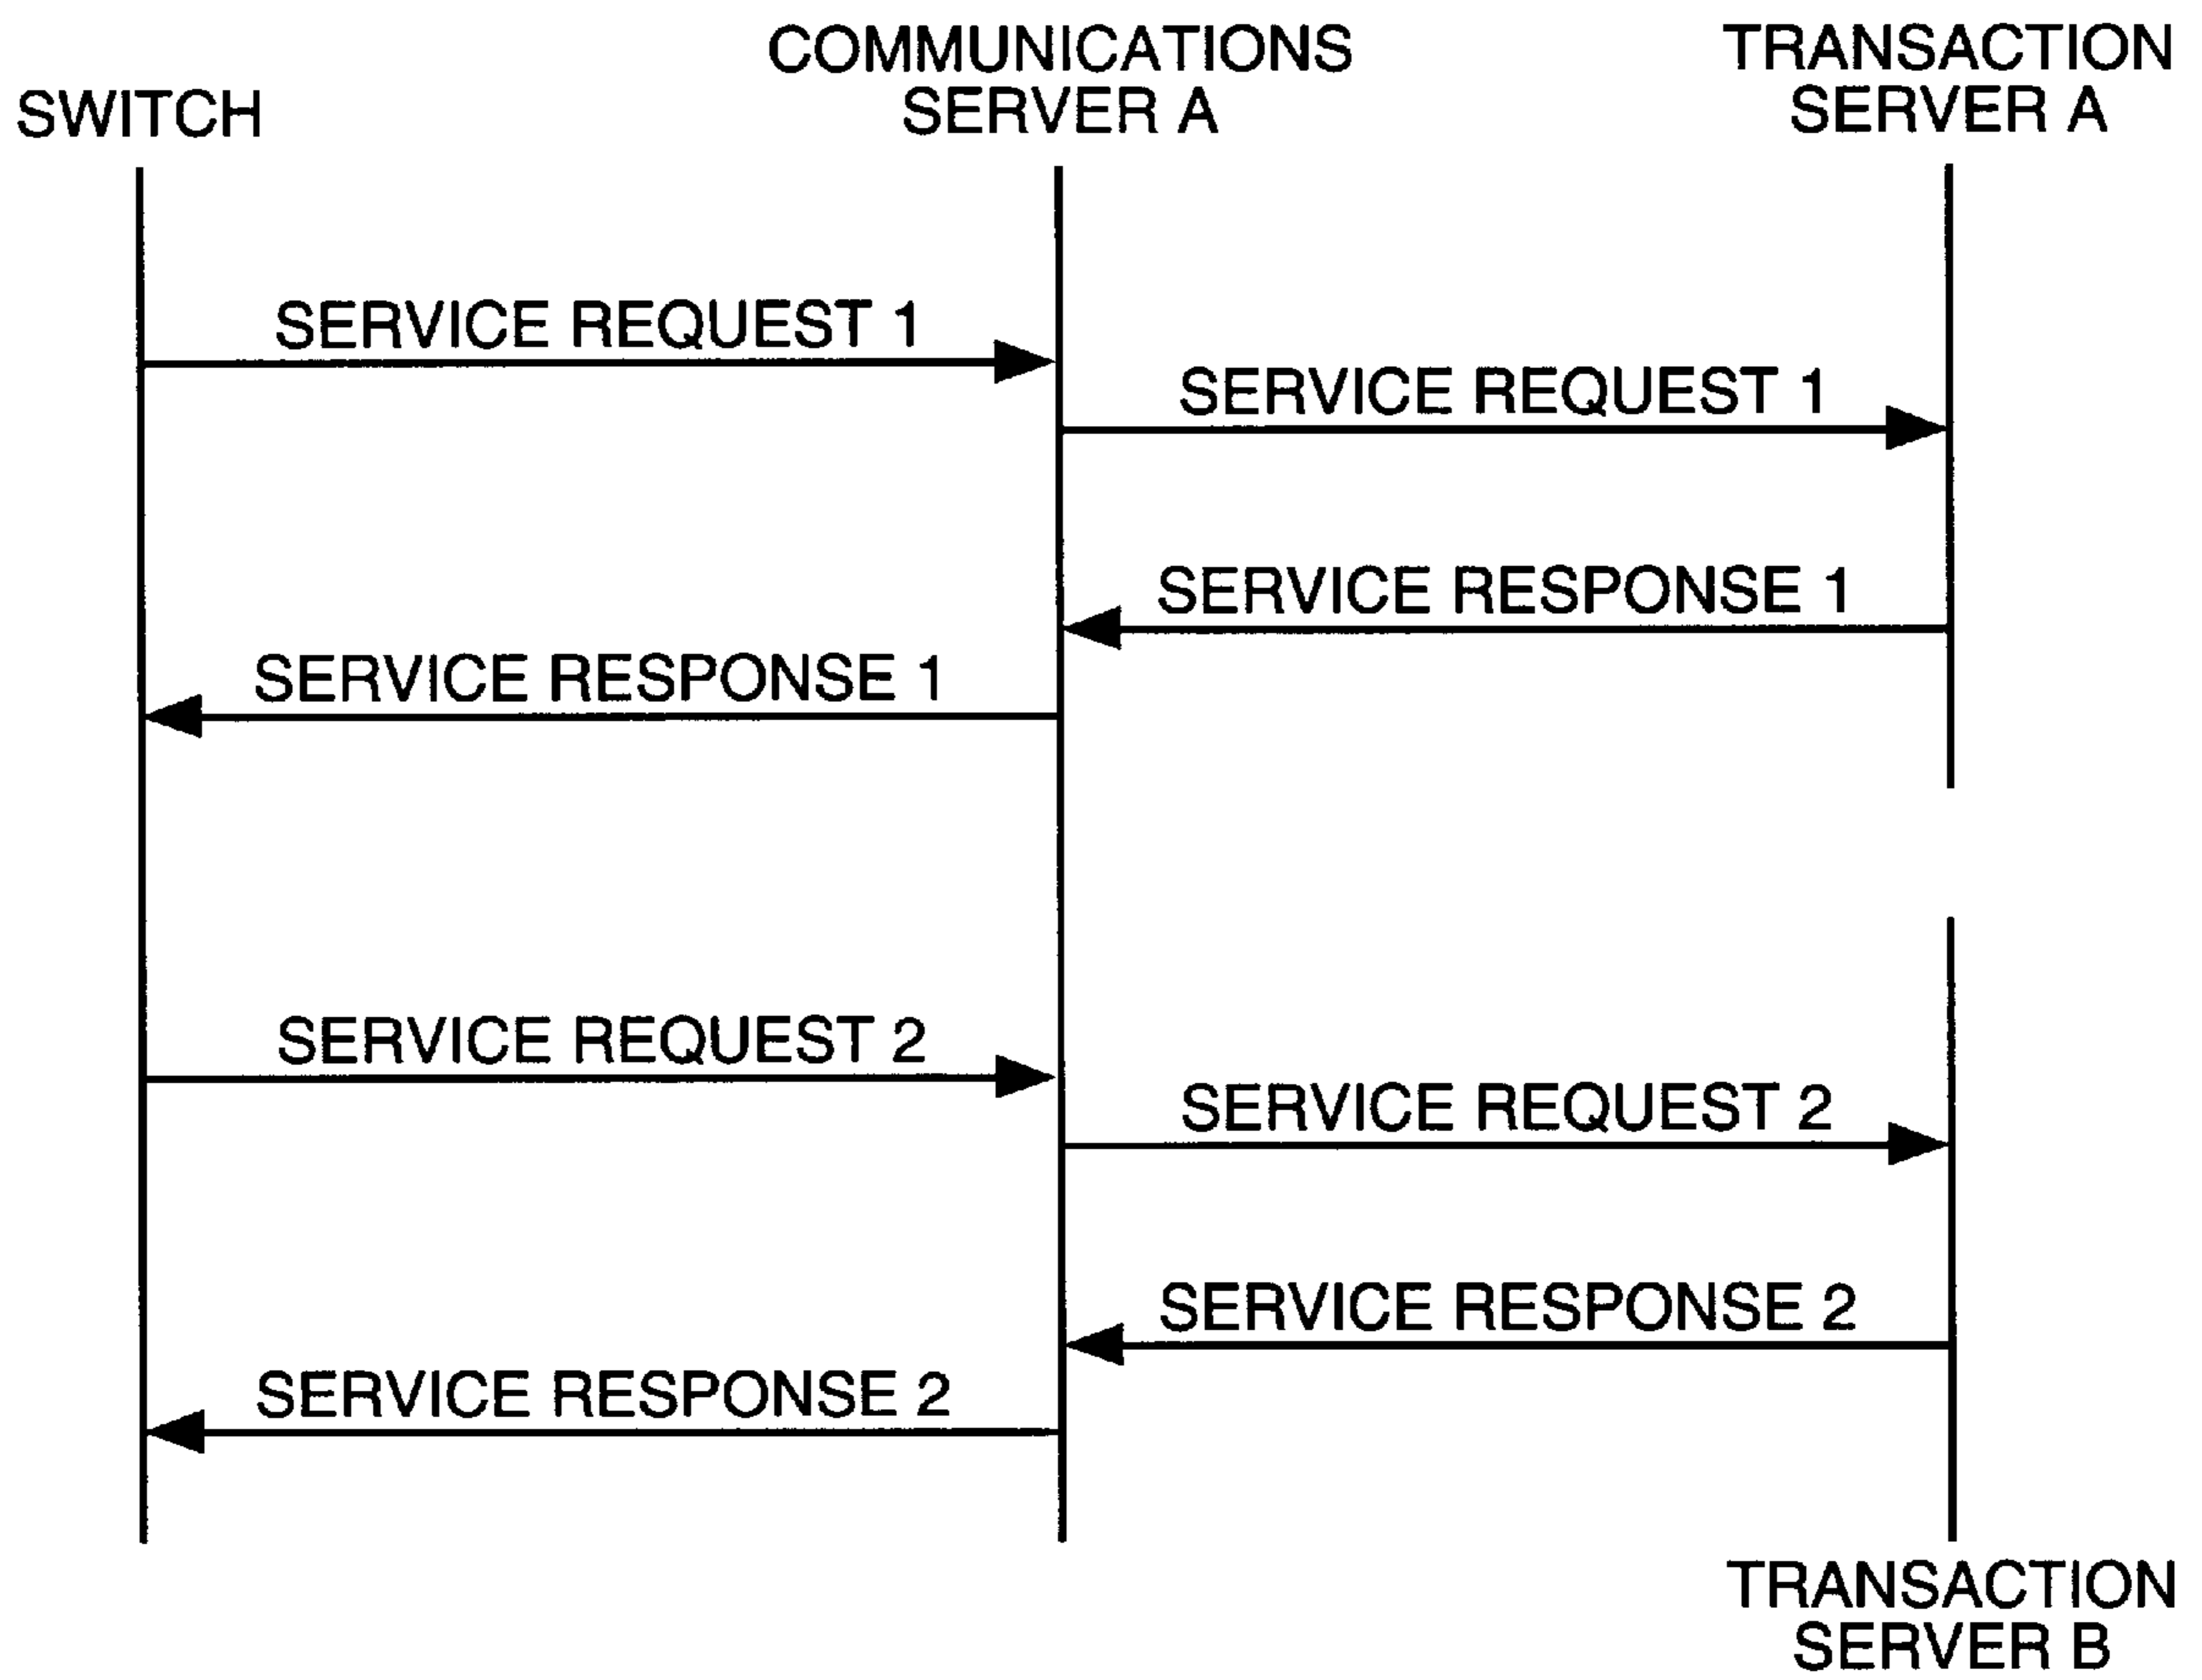 SWITCH
COMMUNICATIONS
SERVER A
TRANSACTION
SERVER A
SERVICE REQUEST 1
SERVICE REQUEST 1
SERVICE RESPONSE 1
SERVICE RESPONSE 1
SERVICE REQUEST 2
SERVICE REQUEST 2
SERVICE RESPONSE 2
SERVICE RESPONSE 2
TRANSACTION
SERVER B